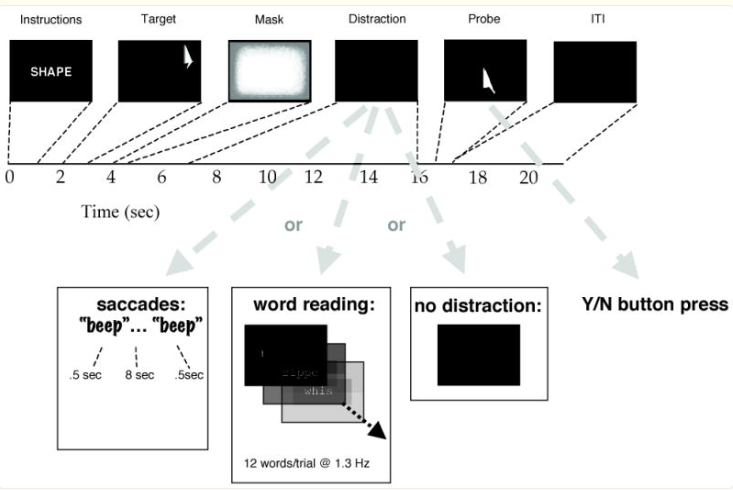 Instructions Target Mask Distraction Probe ITI
SHAPE
0 2 4 6 8 10 12 14 16 18 20
Time (sec)
or or
saccades:
"beep"... "beep"
.5 sec 8 sec .5sec
word reading:
whis
12 words/trial @ 1.3 Hz
no distraction:
Y/N button press